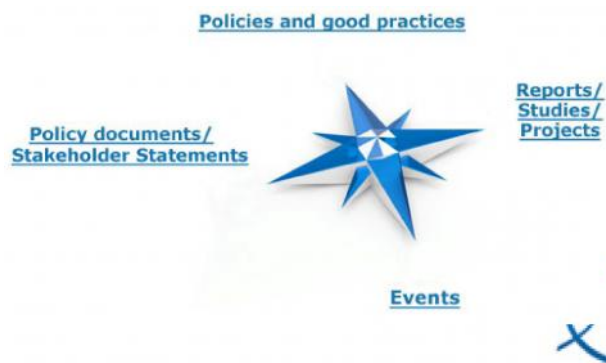 Policies and good practices
Reports/
Studies/
Projects
Policy documents/
Stakeholder Statements
Events